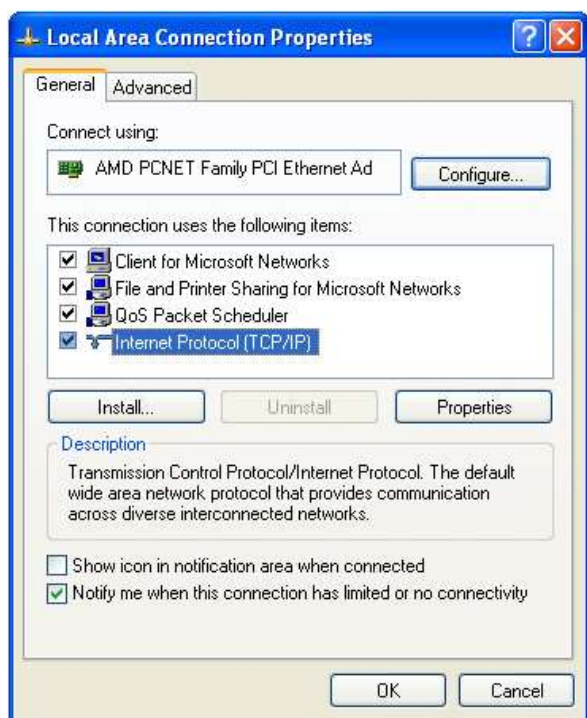 Local Area Connection Properties
General
Advanced
Connect using:
AMD PCNET Family PCI Ethernet Ad
Configure...
This connection uses the following items:
Client for Microsoft Networks
File and Printer Sharing for Microsoft Networks
QoS Packet Scheduler
Internet Protocol (TCP/IP)
Install...
Uninstall
Properties
Description
Transmission Control Protocol/Internet Protocol. The default
wide area network protocol that provides communication
across diverse interconnected networks.
Show icon in notification area when connected
Notify me when this connection has limited or no connectivity
OK
Cancel